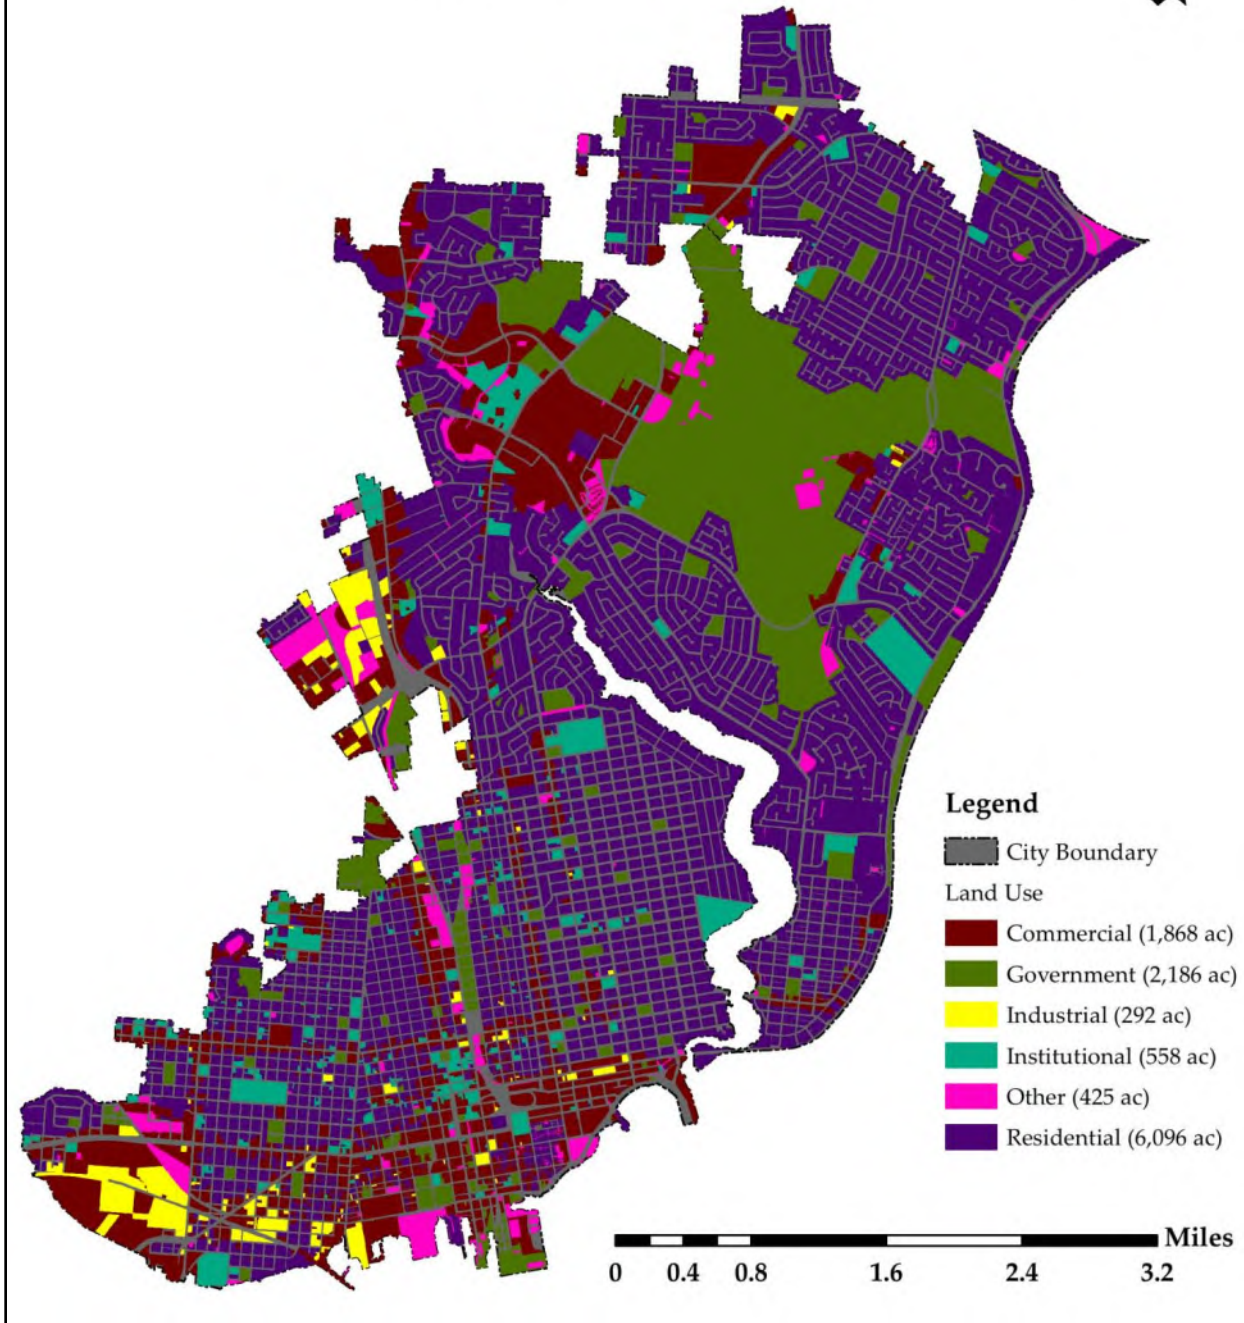 Legend
City Boundary
Land Use
Commercial (1,868 ac)
Government (2,186 ac)
Industrial (292 ac)
Institutional (558 ac)
Other (425 ac)
Residential (6,096 ac)
Miles
0 0.4 0.8 1.6 2.4 3.2